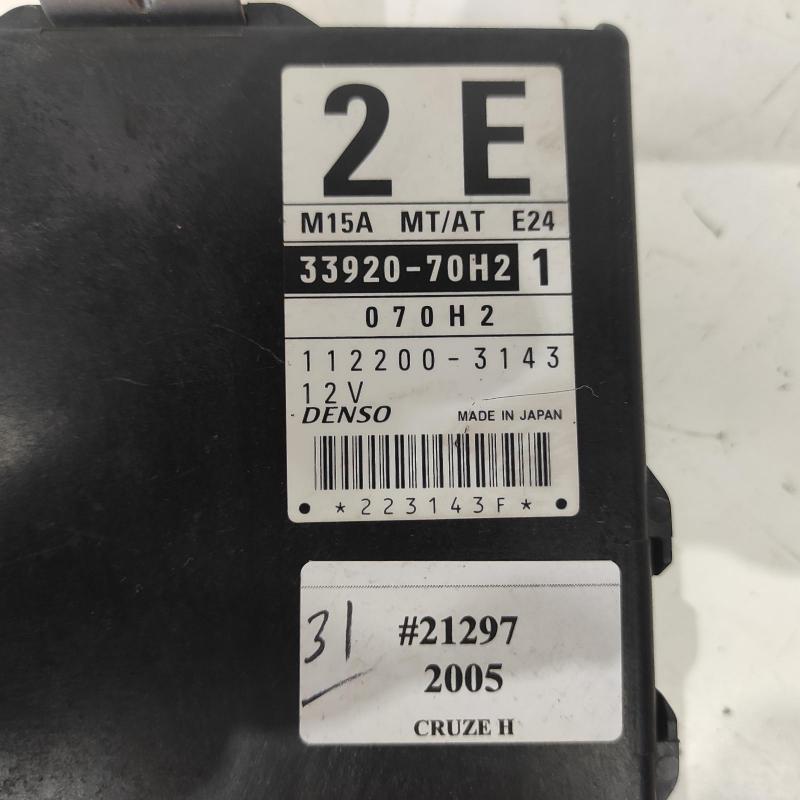 2 E
M15A MT/AT E24
33920-70H2 1
070H2
112200-3143
12V
DENSO MADE IN JAPAN
*223143F*
31
#21297
2005
CRUZE H